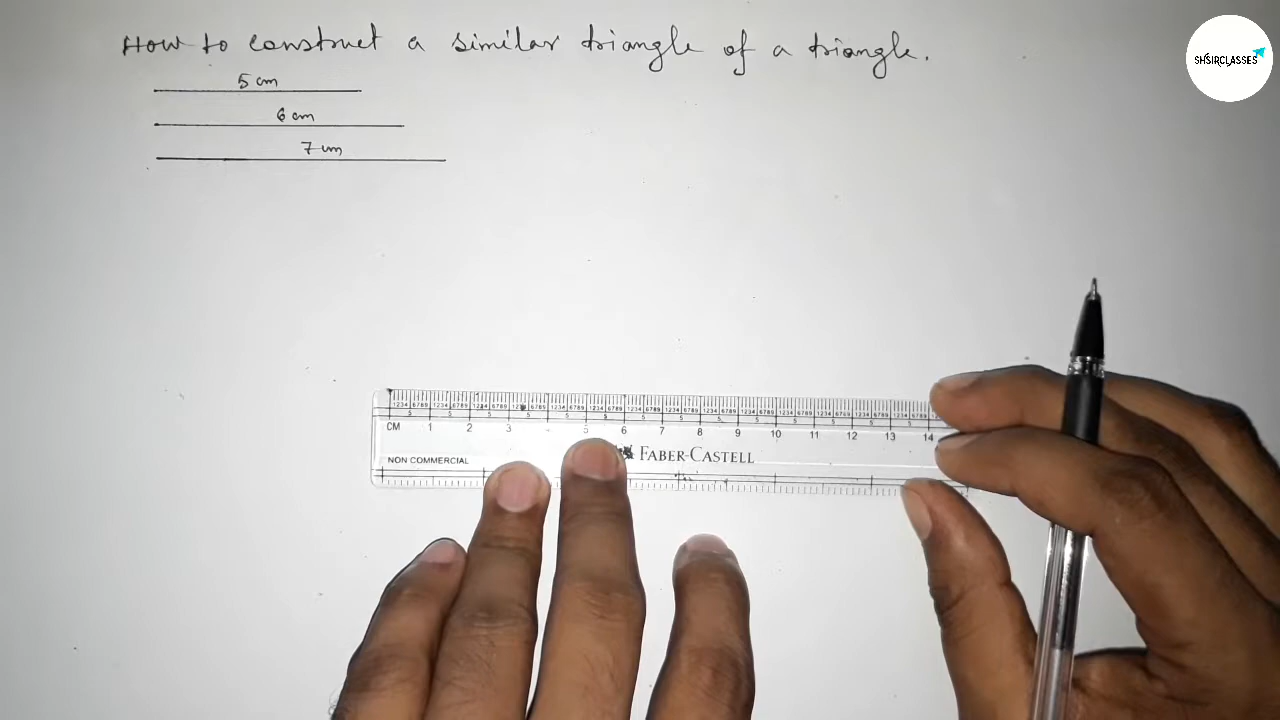 How to construct a similar triangle of a triangle.
SHSIRCLASSES
5 cm
6 cm
7 cm
CM 1 2 3 4 5 6 7 8 9 10 11 12 13 14
FABER-CASTELL
NON COMMERCIAL